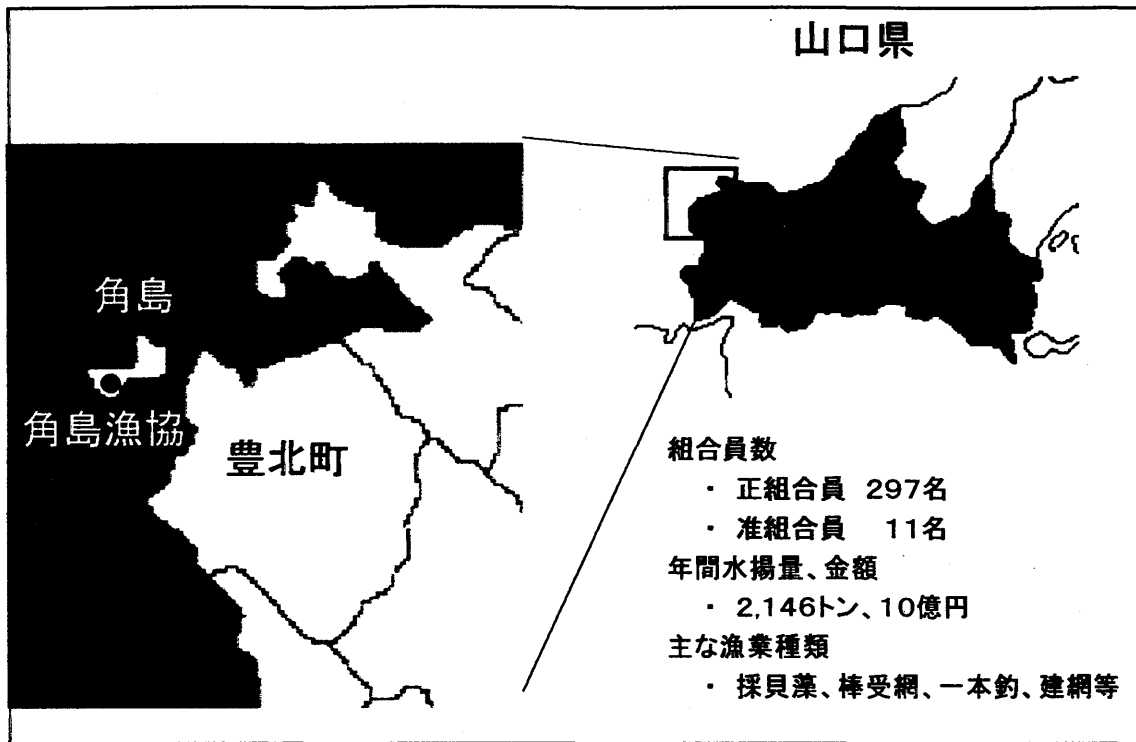 山口県
角島
角島漁協
豊北町
組合員数
・ 正組合員 297名
・ 准組合員 11名
年間水揚量、金額
・ 2,146トン、10億円
主な漁業種類
・ 採貝藻、棒受網、一本釣、建網等